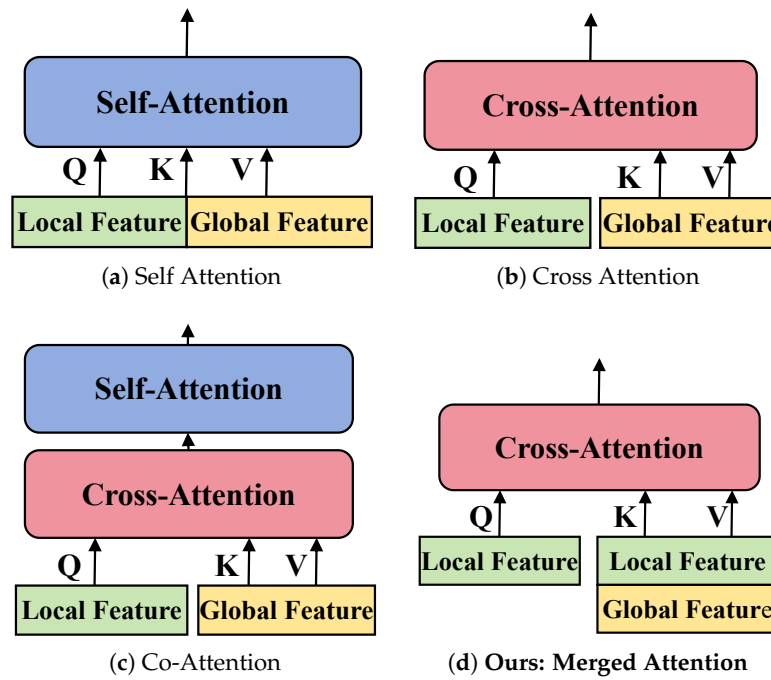 Self-Attention
Q K V
Local Feature Global Feature
(a) Self Attention
Cross-Attention
Q K V
Local Feature Global Feature
(b) Cross Attention
Self-Attention
Cross-Attention
Q K V
Local Feature Global Feature
(c) Co-Attention
Cross-Attention
Q K V
Local Feature Local Feature
Global Feature
(d) Ours: Merged Attention